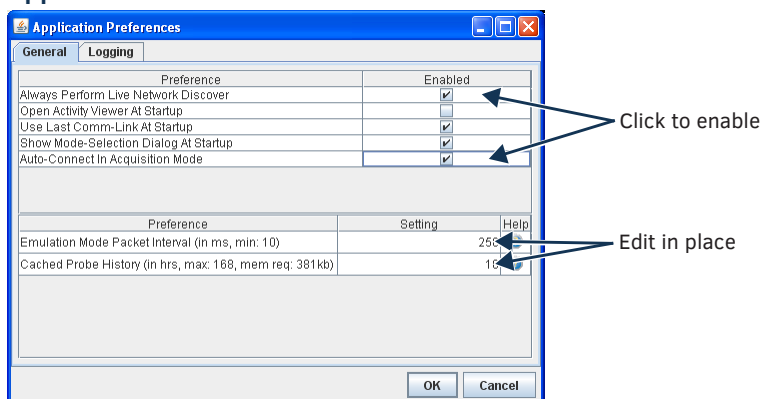 Application Preferences
General Logging
Preference Enabled
Always Perform Live Network Discover
Open Activity Viewer At Startup
Use Last Comm-Link At Startup
Show Mode-Selection Dialog At Startup
Auto-Connect In Acquisition Mode
Click to enable
Preference Setting Help
Emulation Mode Packet Interval (in ms, min: 10)
Edit in place
Cached Probe History (in hrs, max: 168, mem req: 381kb)
OK Cancel